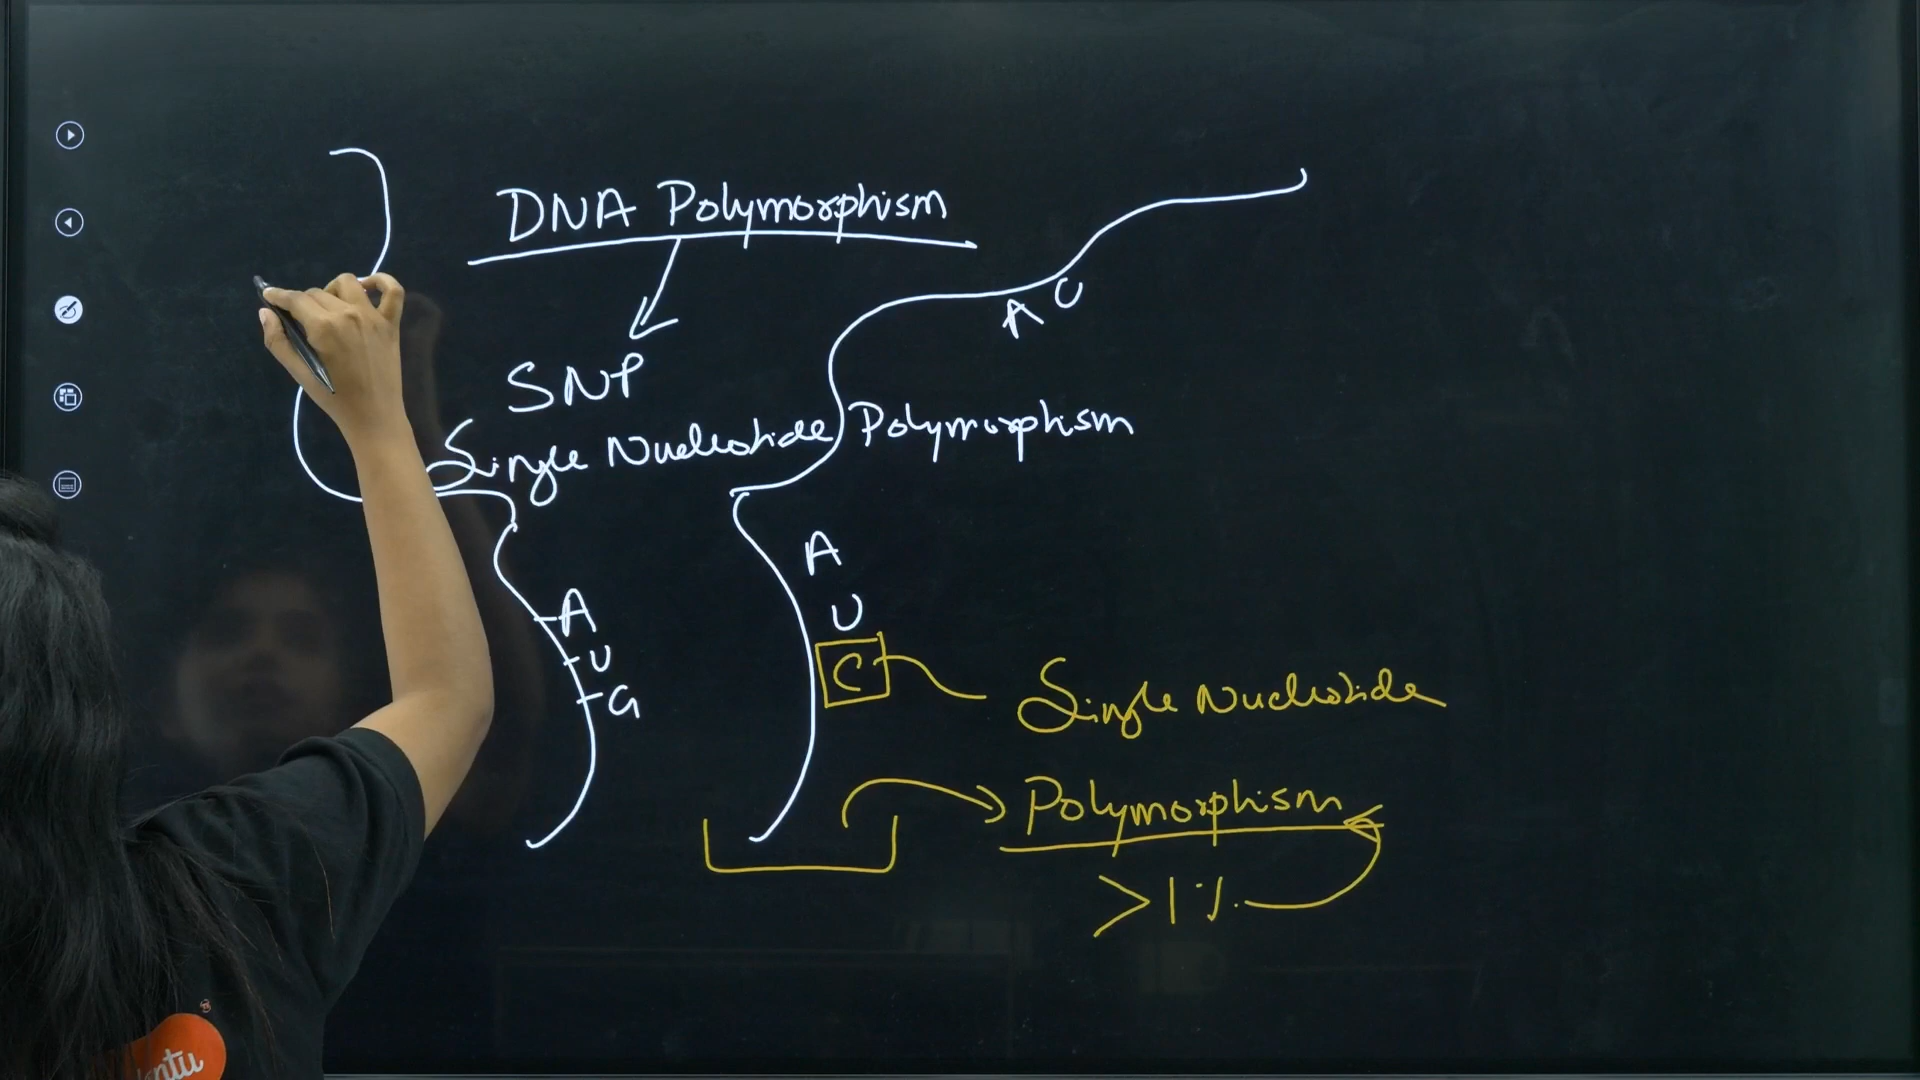 DNA Polymorphism
A U
SNP
Single Nucleotide Polymorphism
A
U
G
A
U
C
Single Nucleotide
Polymorphism
>1%